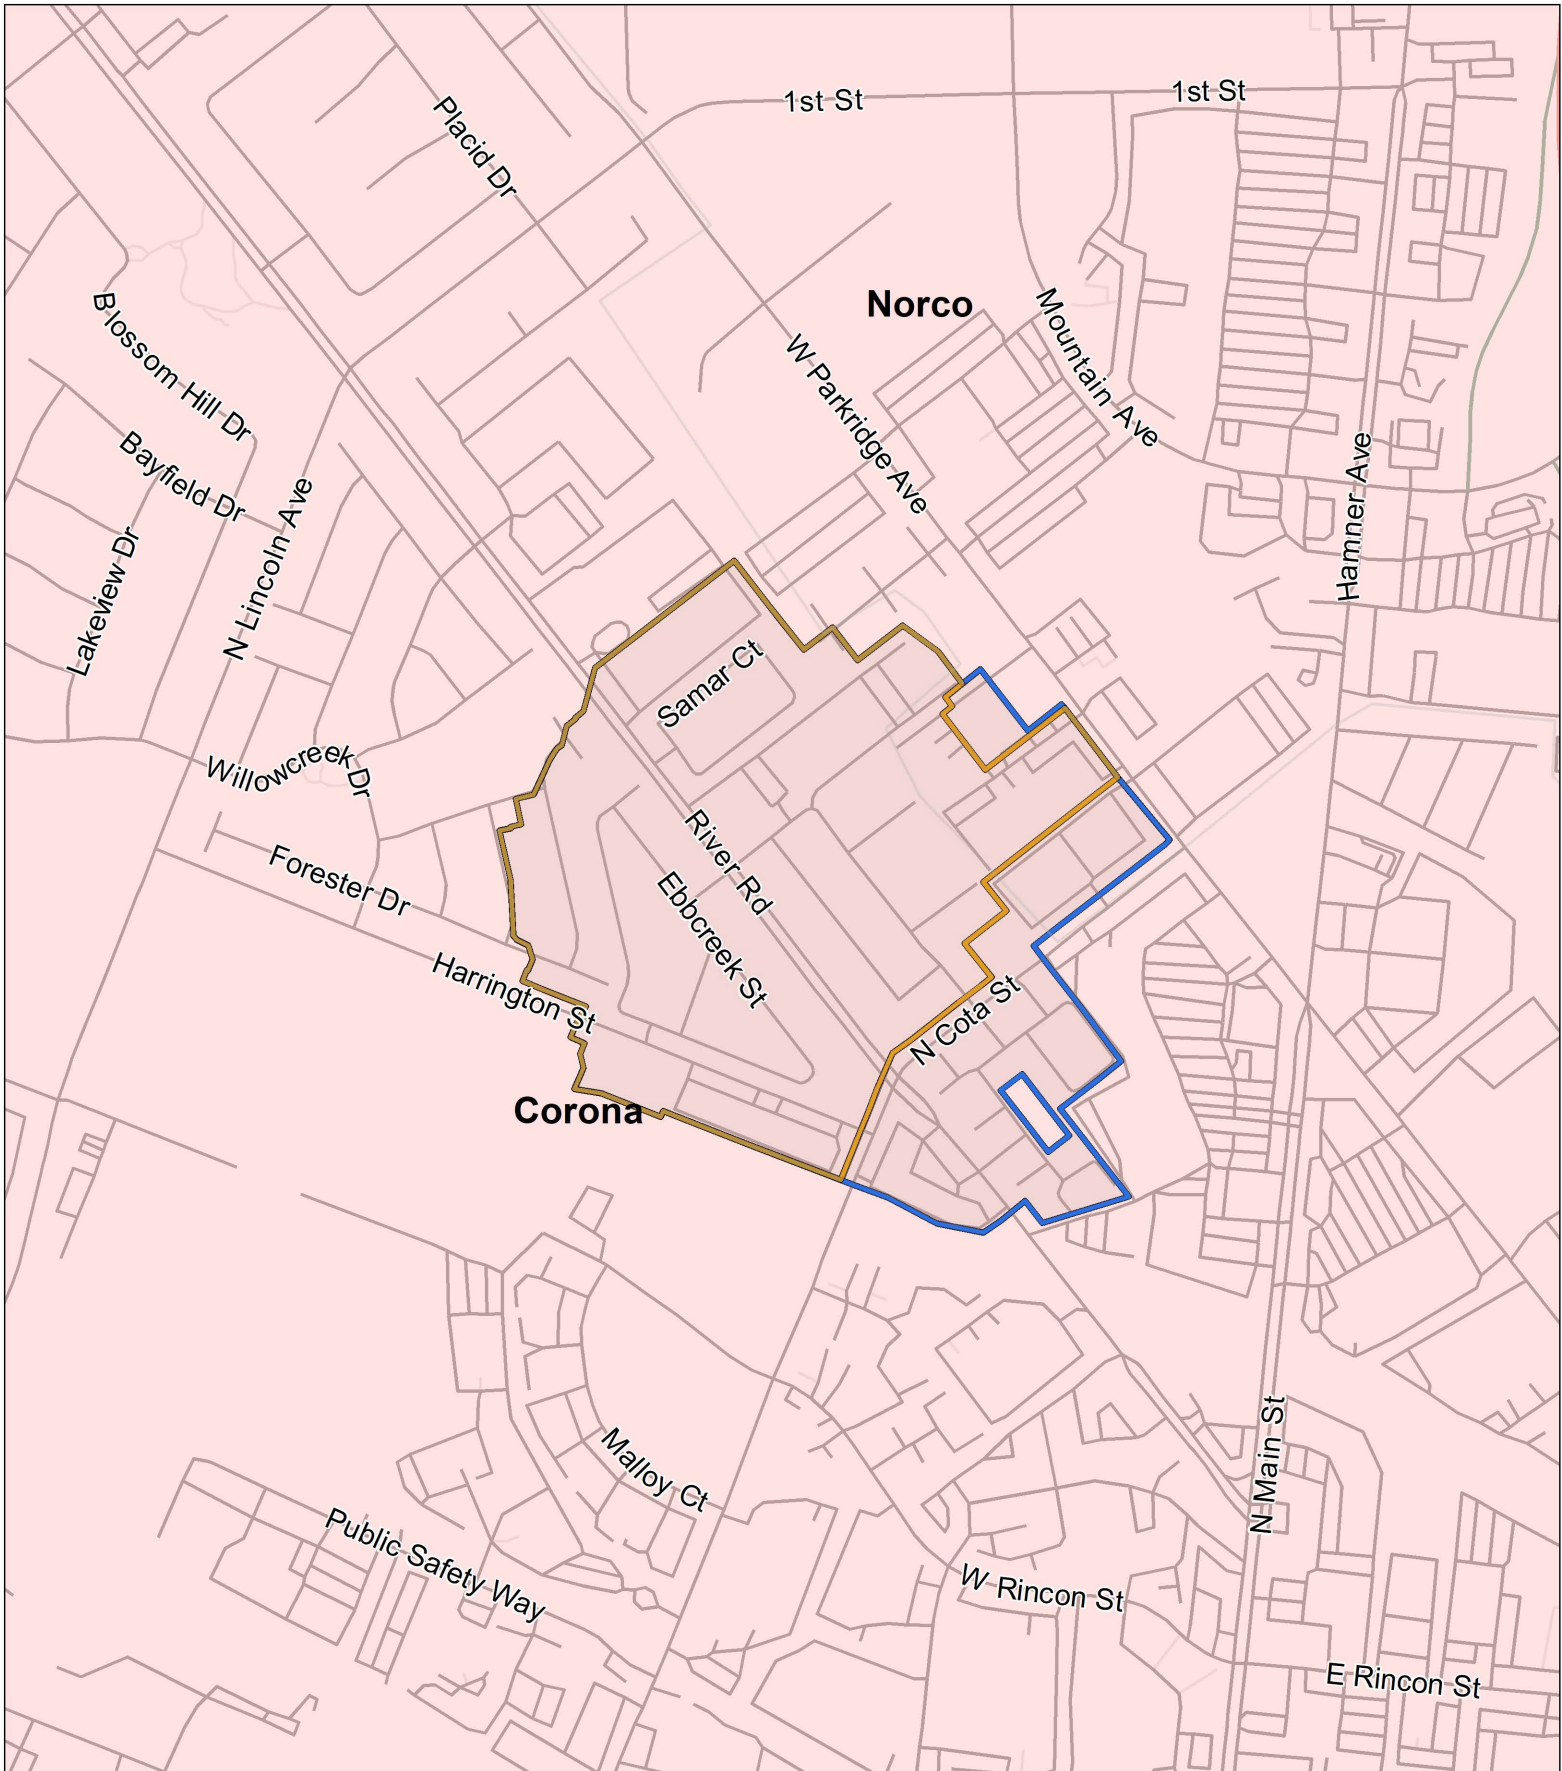 1st St
1st St
Placid Dr
Norco
Blossom Hill Dr
Mountain Ave
W Parkridge Ave
Bayfield Dr
N Lincoln Ave
Hamner Ave
Lakeview Dr
Samar Ct
Willowcreek Dr
River Rd
Forester Dr
Ebbcreek St
Harrington St
N Cota St
Corona
Malloy Ct
N Main St
Public Safety Way
W Rincon St
E Rincon St